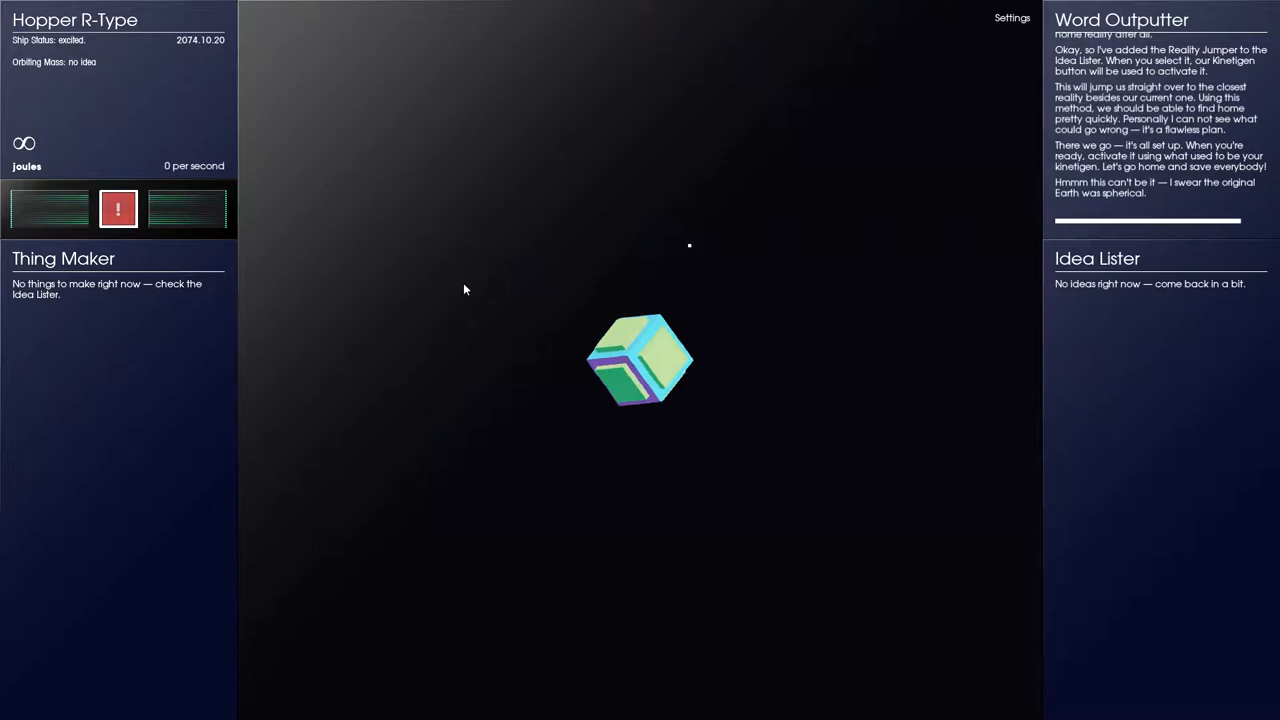 Hopper R-Type
Ship Status: excited.
2074.10.20
Orbiting Mass: no idea
∞
joules
0 per second
!
Thing Maker
No things to make right now — check the
Idea Lister.
Settings
Word Outputter
home reality after all.
Okay, so I've added the Reality Jumper to the
Idea Lister. When you select it, our Kinetigen
button will be used to activate it.
This will jump us straight over to the closest
reality besides our current one. Using this
method, we should be able to find home
pretty quickly. Personally I can not see what
could go wrong — it's a flawless plan.
There we go — it's all set up. When you're
ready, activate it using what used to be your
kinetigen. Let's go home and save everybody!
Hmmm this can't be it — I swear the original
Earth was spherical.
Idea Lister
No ideas right now — come back in a bit.